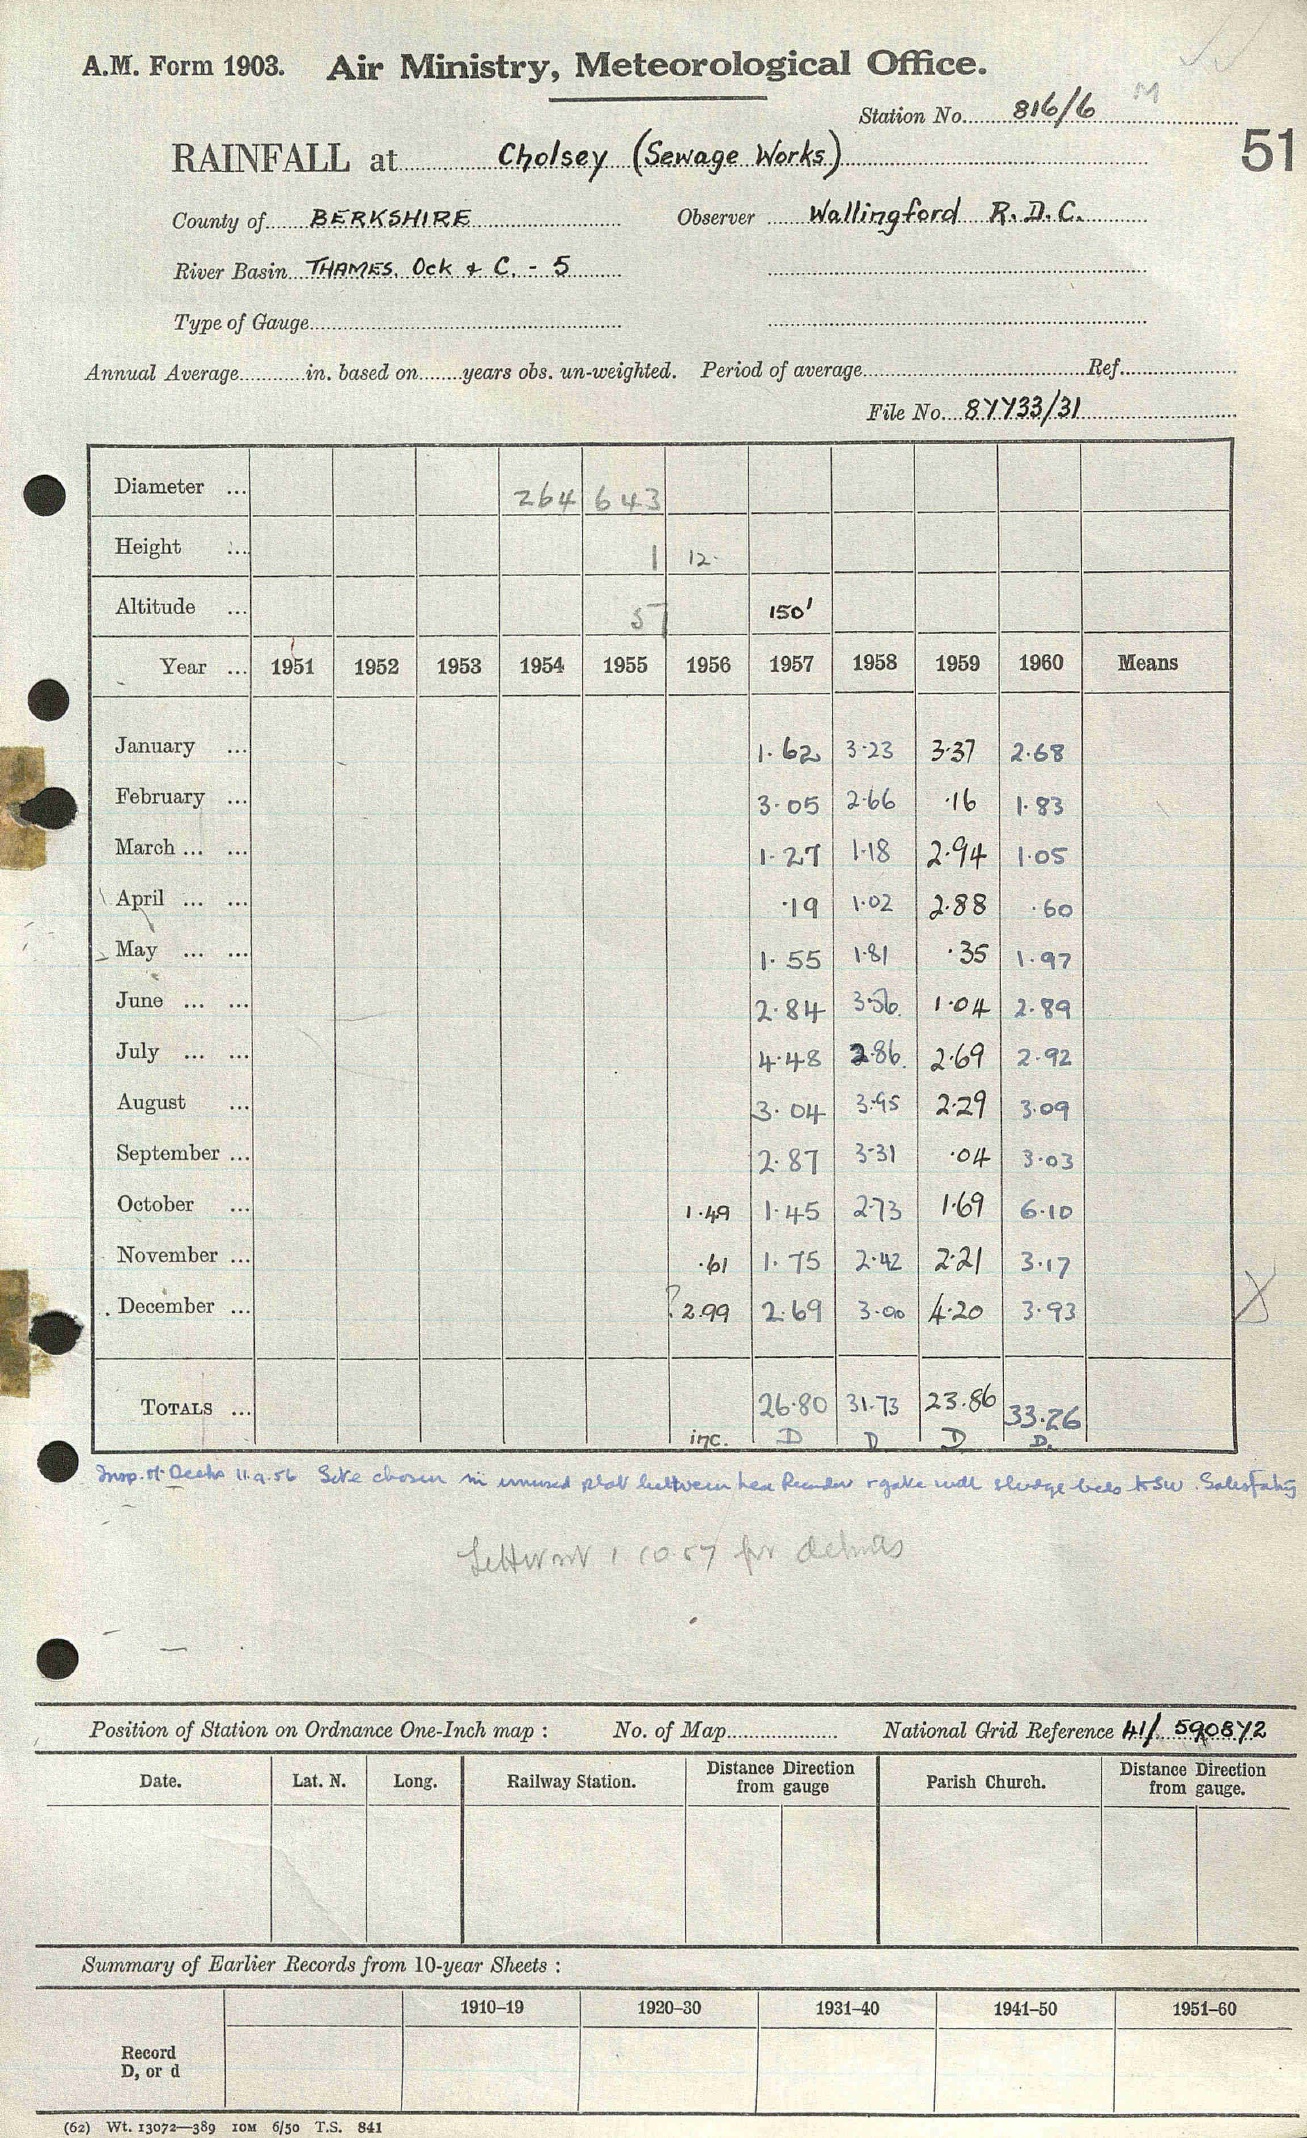 A.M. Form 1903. Air Ministry, Meteorological Office.
M
Station No. 816/6
51
RAINFALL at Cholsey (Sewage Works)
County of BERKSHIRE Observer Wallingford R.D.C.
River Basin THAMES. Ock & C. - 5
Type of Gauge
Annual Average in. based on years obs. un-weighted. Period of average Ref.
File No. 8YY33/31
Diameter ... 264 643
Height ... 1 12
Altitude ... 57 150'
Year ... 1951 1952 1953 1954 1955 1956 1957 1958 1959 1960 Means
January ... 1.62 3.23 3.37 2.68
February ... 3.05 2.66 .16 1.83
March ... ... 1.27 1.18 2.94 1.05
April ... ... .19 1.02 2.88 .60
May ... ... 1.55 1.81 .35 1.97
June ... ... 2.84 3.56 1.04 2.89
July ... ... 4.48 2.86 2.69 2.92
August ... 3.04 3.95 2.29 3.09
September ... 2.87 3.31 .04 3.03
October ... 1.49 1.45 2.73 1.69 6.10
November ... .61 1.75 2.42 2.21 3.17
December ... ?2.99 2.69 3.00 4.20 3.93
TOTALS ... 26.80 31.73 23.86 33.26
inc. D D D D.
Insp. 11.9.56 Site chosen in unused plot between & gate sludge beds to SW.
1 10.57 for details
Position of Station on Ordnance One-Inch map : No. of Map National Grid Reference 41/ 590872
Date. Lat. N. Long. Railway Station. Distance Direction from gauge Parish Church. Distance Direction from gauge.
Summary of Earlier Records from 10-year Sheets :
1910–19 1920–30 1931–40 1941–50 1951–60
Record
D, or d
(62) Wt. 13072—389 10M 6/50 T.S. 841